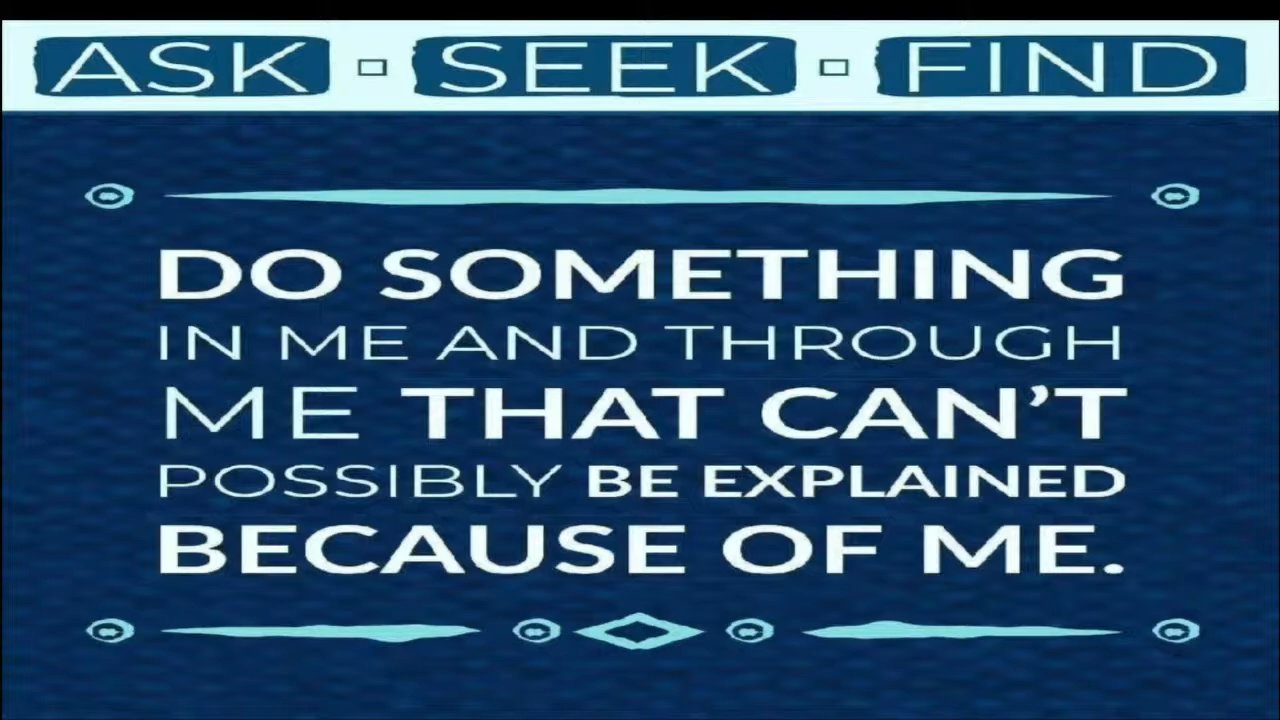 ASK ▫ SEEK ▫ FIND
DO SOMETHING
IN ME AND THROUGH
ME THAT CAN’T
POSSIBLY BE EXPLAINED
BECAUSE OF ME.